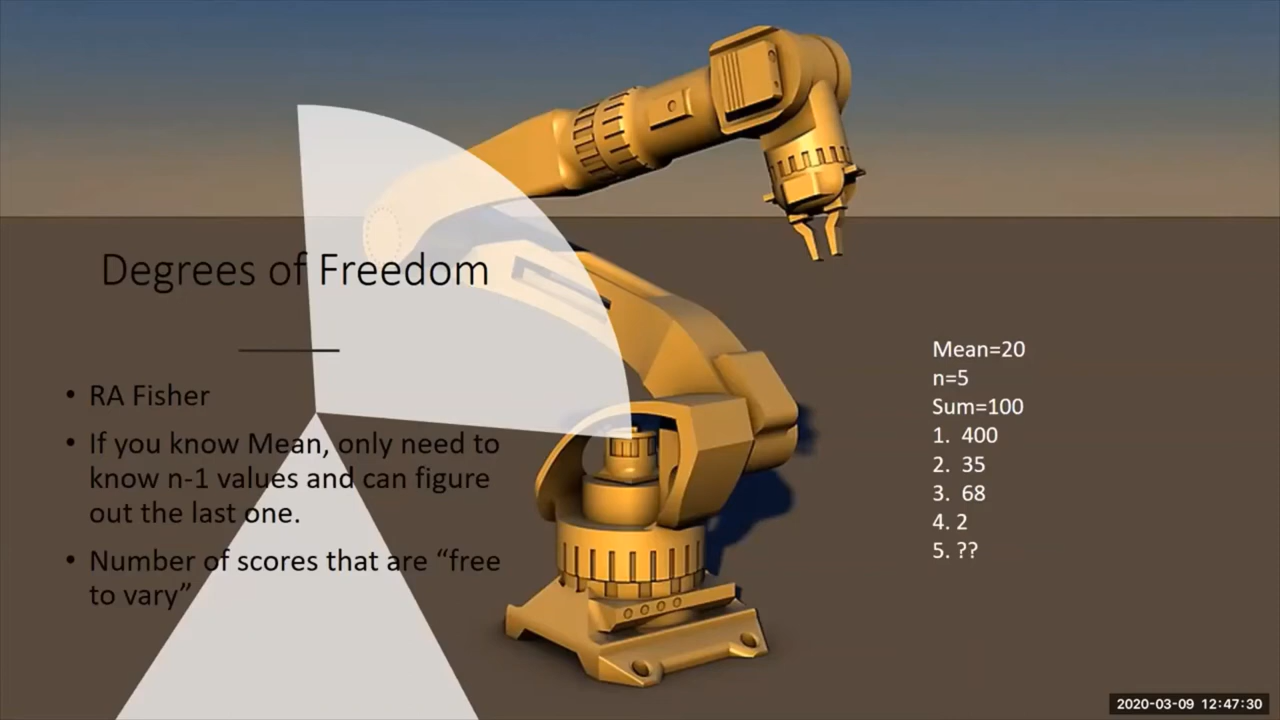 Degrees of Freedom
• RA Fisher
• If you know Mean, only need to
know n-1 values and can figure
out the last one.
• Number of scores that are “free
to vary”
Mean=20
n=5
Sum=100
1. 400
2. 35
3. 68
4. 2
5. ??
2020-03-09 12:47:30